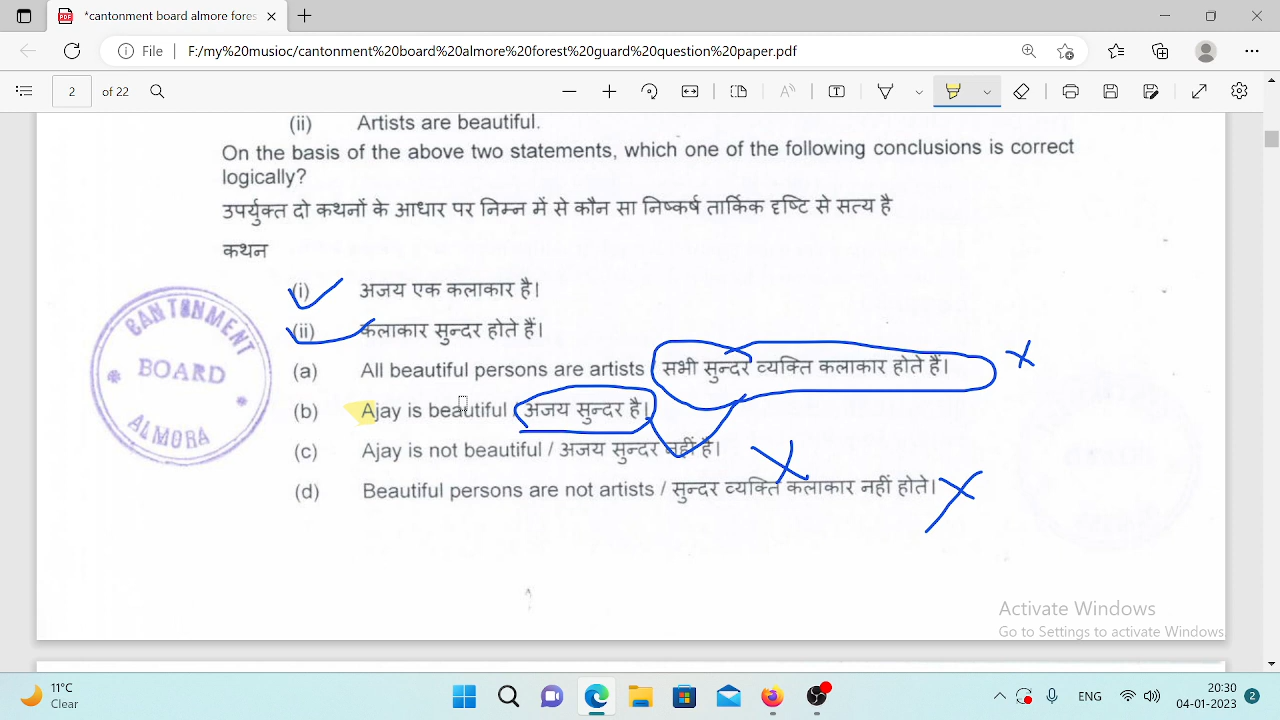 *cantonment board almore fores
File F:/my%20musioc/cantonment%20board%20almore%20forest%20guard%20question%20paper.pdf
2 of 22
(ii) Artists are beautiful.
On the basis of the above two statements, which one of the following conclusions is correct
logically?
उपर्युक्त दो कथनों के आधार पर निम्न में से कौन सा निष्कर्ष तार्किक दृष्टि से सत्य है
कथन
(i) अजय एक कलाकार है।
(ii) कलाकार सुन्दर होते हैं।
(a) All beautiful persons are artists सभी सुन्दर व्यक्ति कलाकार होते हैं।
(b) Ajay is beautiful / अजय सुन्दर है।
(c) Ajay is not beautiful / अजय सुन्दर नहीं है।
(d) Beautiful persons are not artists / सुन्दर व्यक्ति कलाकार नहीं होते।
CANTONMENT
BOARD
ALMORA
Activate Windows
Go to Settings to activate Windows.
11°C
Clear
ENG
20:30
04-01-2023
2